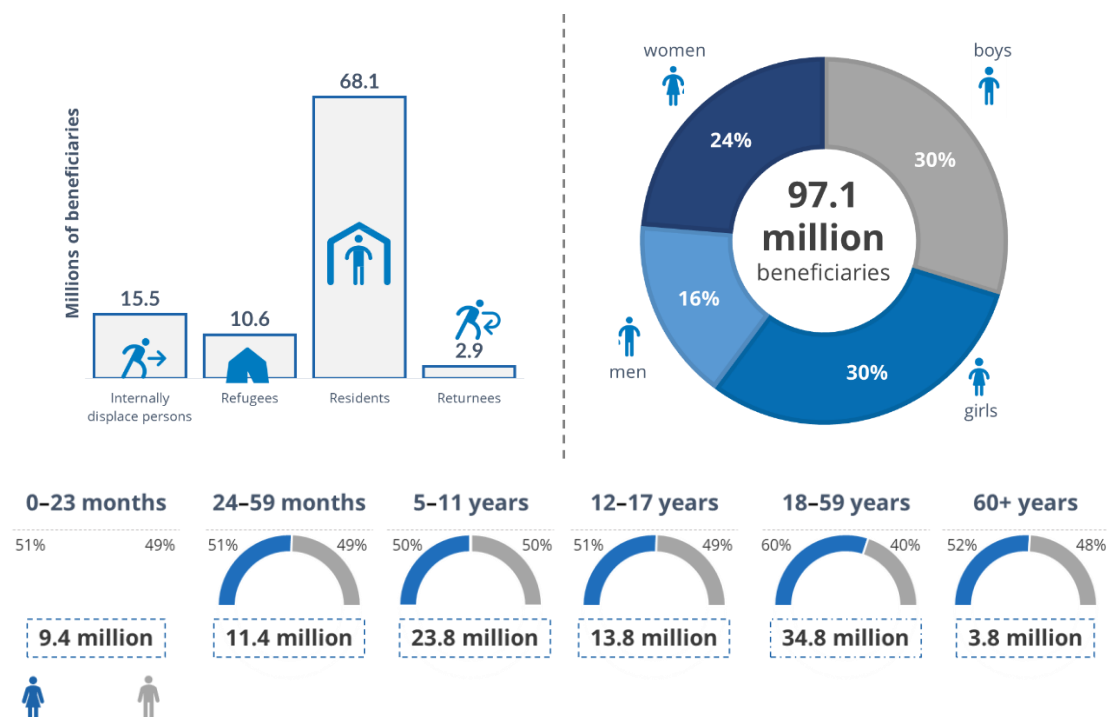 Millions of beneficiaries
15.5
10.6
68.1
2.9
Internally
displace persons
Refugees
Residents
Returnees
women
boys
24%
30%
97.1
million
beneficiaries
16%
30%
men
girls
0–23 months
51%
49%
9.4 million
24–59 months
51%
49%
11.4 million
5–11 years
50%
50%
23.8 million
12–17 years
51%
49%
13.8 million
18–59 years
60%
40%
34.8 million
60+ years
52%
48%
3.8 million